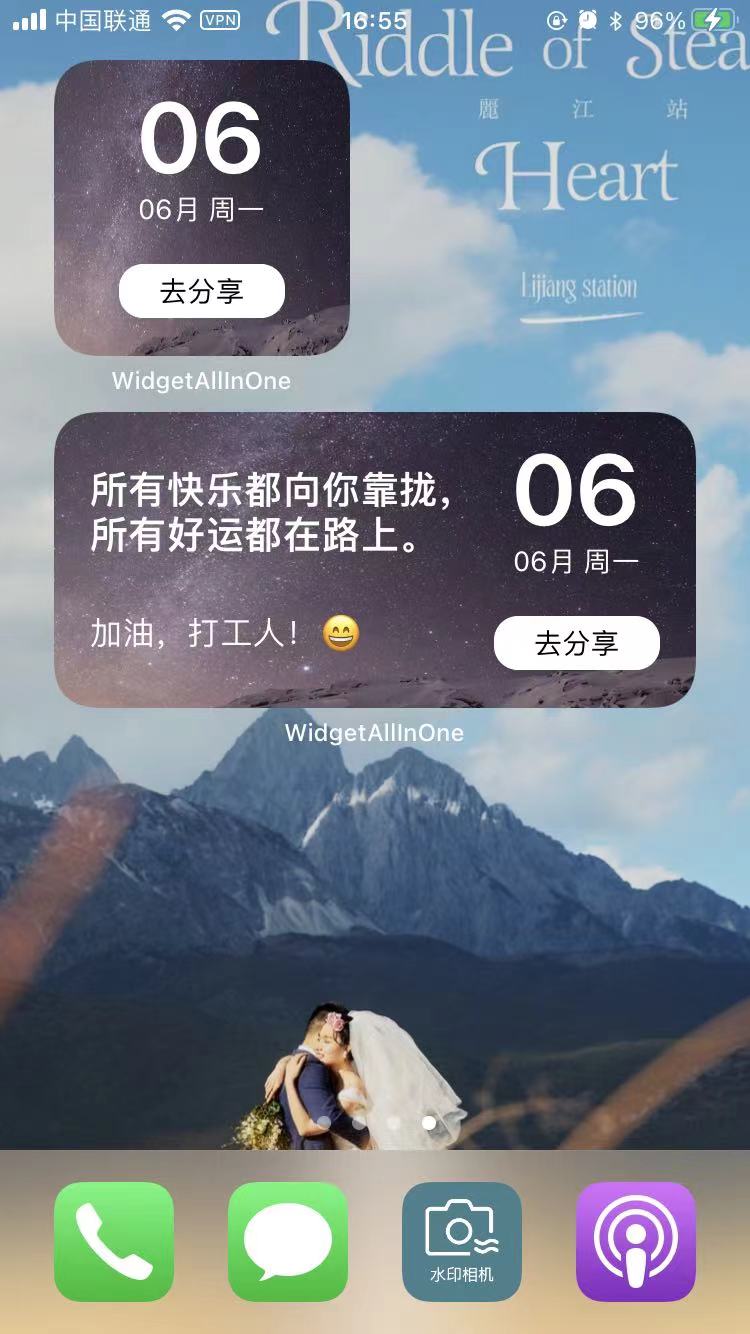 中国联通 VPN 16:55 96%
Riddle of Stea
麗江站
Heart
Lijiang station
06
06月 周一
去分享
WidgetAllInOne
所有快乐都向你靠拢，
所有好运都在路上。
加油，打工人！😄
06
06月 周一
去分享
WidgetAllInOne
水印相机